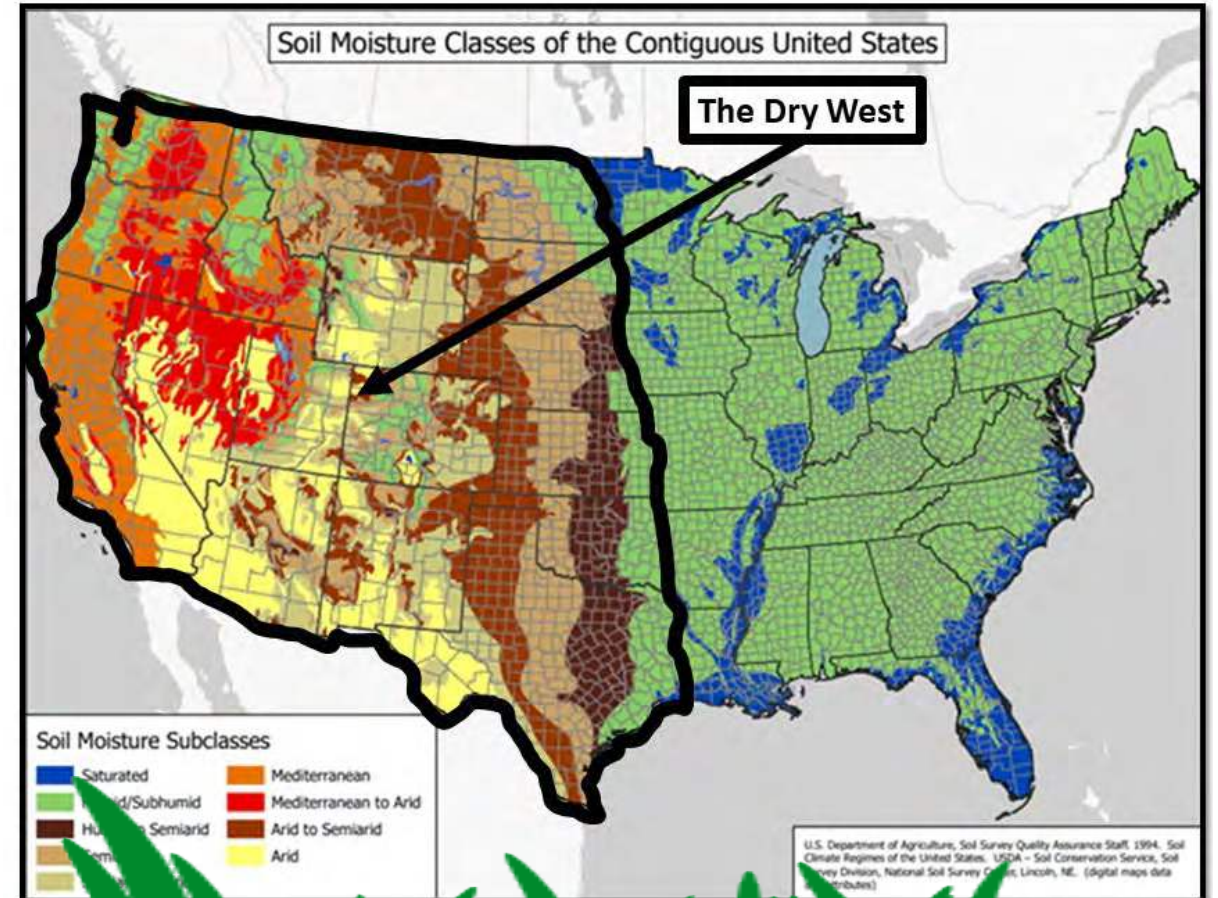 Soil Moisture Classes of the Contiguous United States
The Dry West
Soil Moisture Subclasses
Saturated
Mediterranean
Mediterranean to Arid
Semiarid
Arid to Semiarid
Arid
U.S. Department of Agriculture, Soil Survey Quality Assurance Staff. 1994. Soil
Climate Regimes of the United States. USDA – Soil Conservation Service, Soil
Survey Division, National Soil Survey Lincoln, NE. (digital maps data